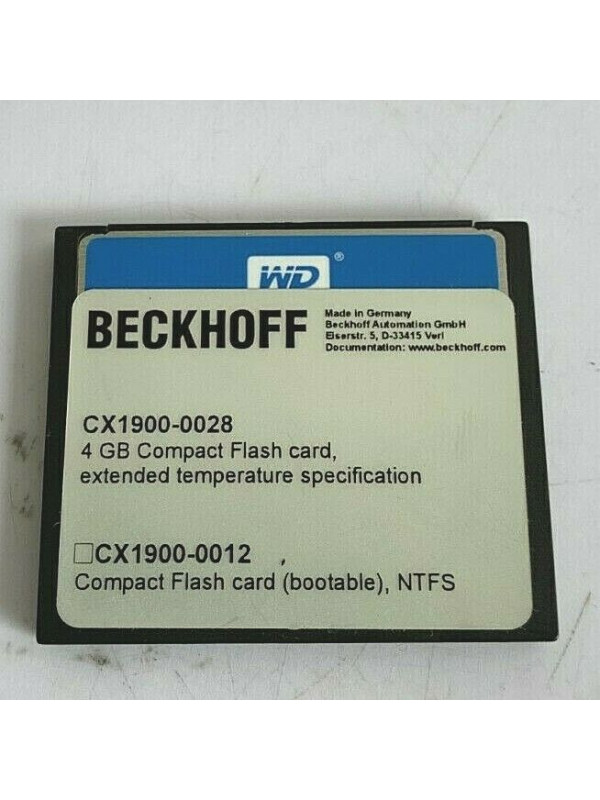 WD®
BECKHOFF
Made in Germany
Beckhoff Automation GmbH
Eiserstr. 5, D-33415 Verl
Documentation: www.beckhoff.com
CX1900-0028
4 GB Compact Flash card,
extended temperature specification
☐CX1900-0012 ,
Compact Flash card (bootable), NTFS